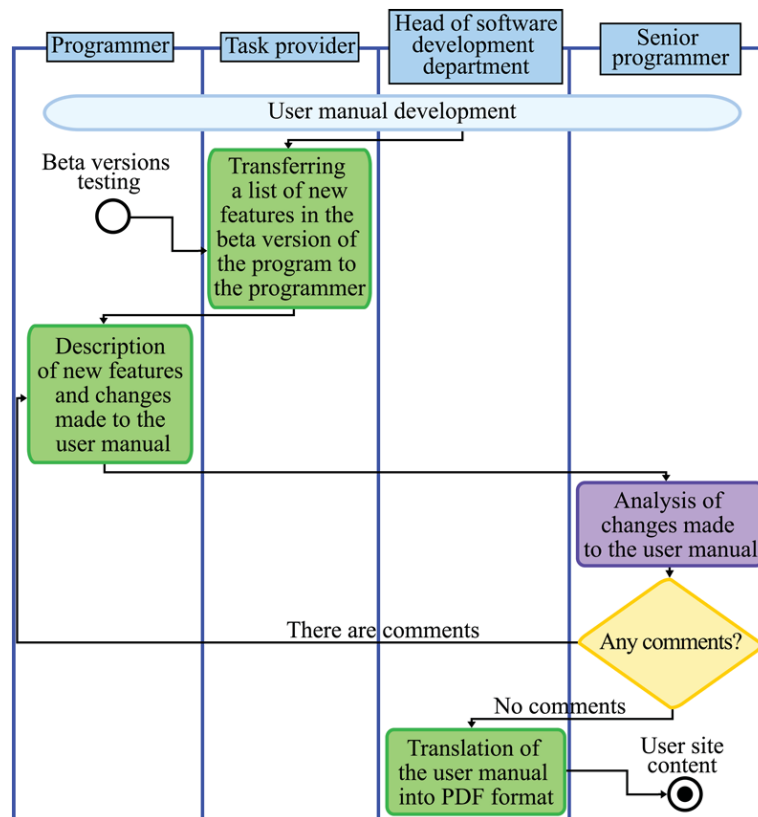 Programmer
Task provider
Head of software
development
department
Senior
programmer
User manual development
Beta versions
testing
Transferring
a list of new
features in the
beta version of
the program to
the programmer
Description
of new features
and changes
made to the
user manual
Analysis of
changes made
to the user manual
There are comments
Any comments?
No comments
Translation of
the user manual
into PDF format
User site
content